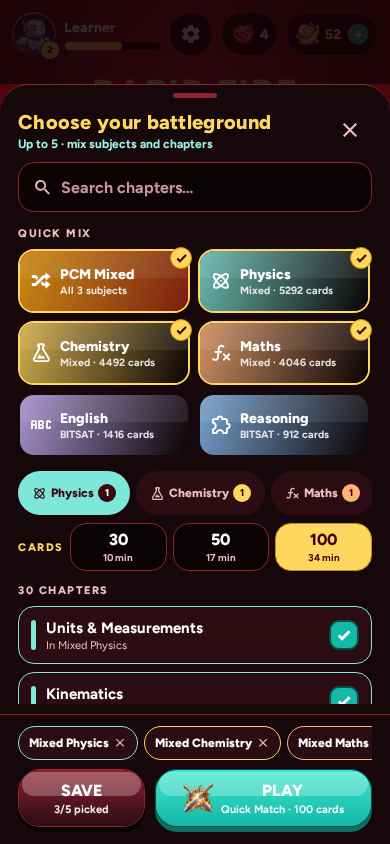 Learner
2
4
52
RAPID FIRE
Choose your battleground
Up to 5 · mix subjects and chapters
Search chapters...
QUICK MIX
PCM Mixed
All 3 subjects
Physics
Mixed · 5292 cards
Chemistry
Mixed · 4492 cards
Maths
Mixed · 4046 cards
ABC
English
BITSAT · 1416 cards
Reasoning
BITSAT · 912 cards
Physics 1
Chemistry 1
Maths 1
CARDS
30
10 min
50
17 min
100
34 min
30 CHAPTERS
Units & Measurements
In Mixed Physics
Kinematics
Mixed Physics ×
Mixed Chemistry ×
Mixed Maths
SAVE
3/5 picked
PLAY
Quick Match · 100 cards